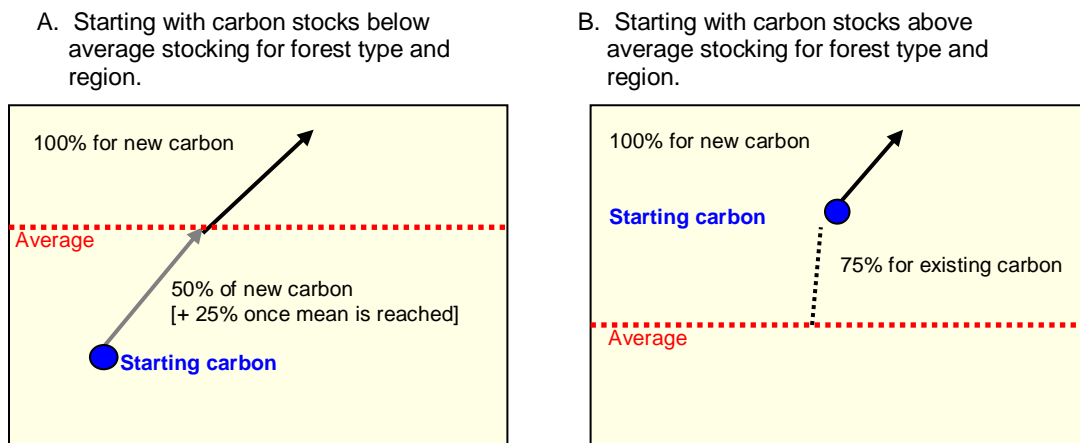 A. Starting with carbon stocks below
average stocking for forest type and
region.
100% for new carbon
Average
50% of new carbon
[+ 25% once mean is reached]
Starting carbon
B. Starting with carbon stocks above
average stocking for forest type and
region.
100% for new carbon
Starting carbon
75% for existing carbon
Average